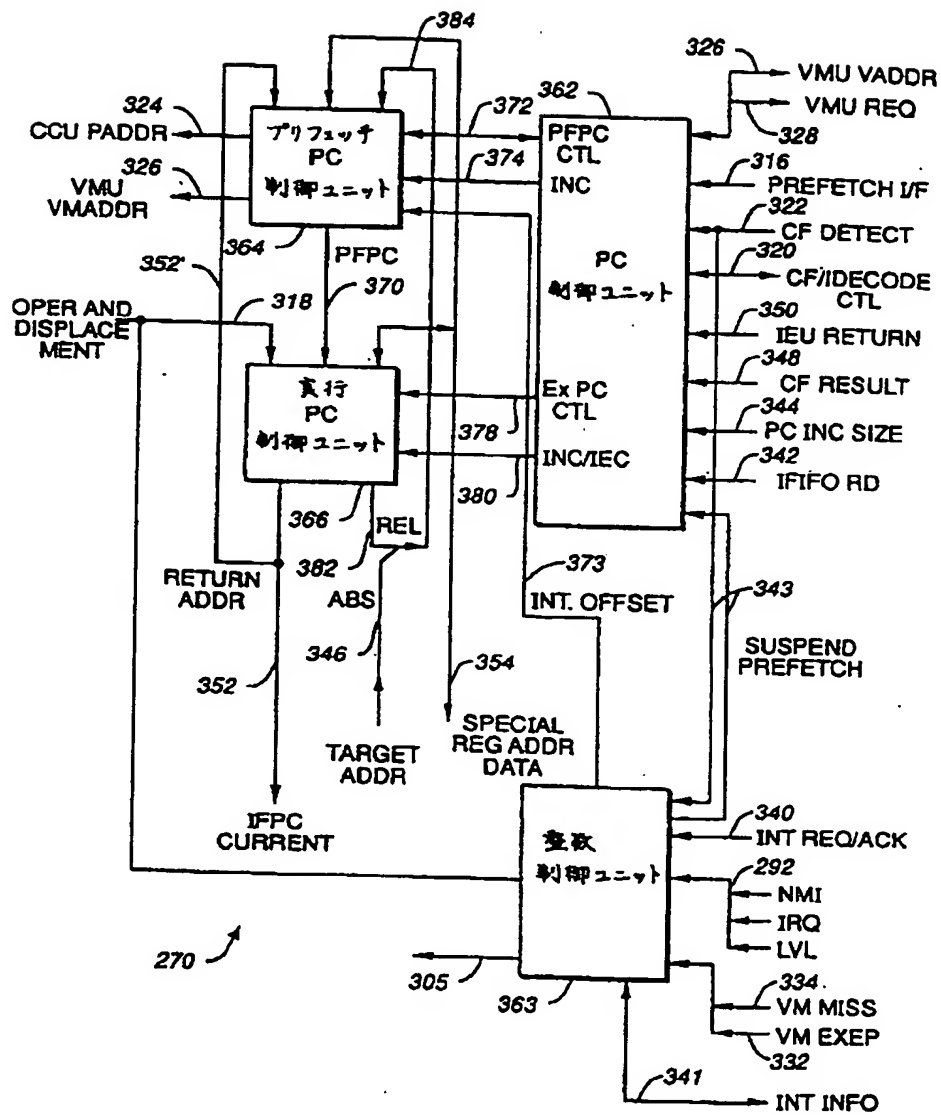 384
326
VMU VADDR
VMU REQ
328
324
CCU PADDR
326
VMU
VMADDR
プリフェッチ
PC
制御ユニット
364
372
374
362
PFPC
CTL
INC
PC
制御ユニット
316
PREFETCH I/F
322
CF DETECT
320
CF/IDECODE
CTL
350
IEU RETURN
348
CF RESULT
344
PC INC SIZE
342
IFIFO RD
352'
PFPC
370
OPER AND
DISPLACE
MENT
318
実行
PC
制御ユニット
366
Ex PC
CTL
378
INC/IEC
380
REL
382
RETURN
ADDR
ABS
346
352
373
INT. OFFSET
343
SUSPEND
PREFETCH
354
TARGET
ADDR
SPECIAL
REG ADDR
DATA
IFPC
CURRENT
整数
制御ユニット
363
340
INT REQ/ACK
292
NMI
IRQ
LVL
270
305
334
VM MISS
VM EXEP
332
341
INT INFO